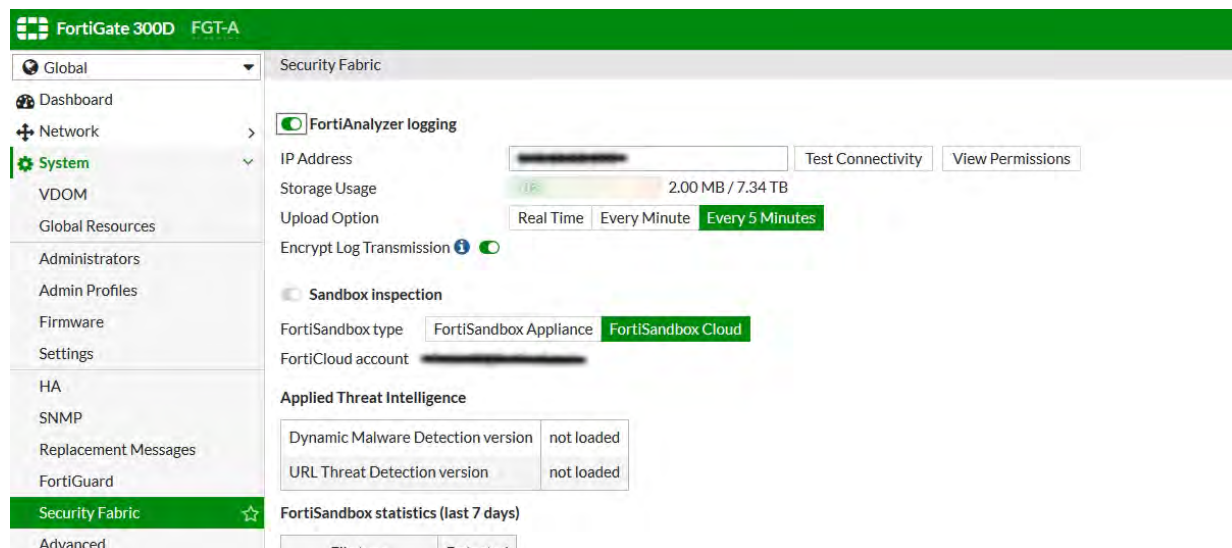 FortiGate 300D FGT-A
Global
Dashboard
Network
System
VDOM
Global Resources
Administrators
Admin Profiles
Firmware
Settings
HA
SNMP
Replacement Messages
FortiGuard
Security Fabric
Advanced
Security Fabric
FortiAnalyzer logging
IP Address Test Connectivity View Permissions
Storage Usage 2.00 MB / 7.34 TB
Upload Option Real Time Every Minute Every 5 Minutes
Encrypt Log Transmission
Sandbox inspection
FortiSandbox type FortiSandbox Appliance FortiSandbox Cloud
FortiCloud account
Applied Threat Intelligence
Dynamic Malware Detection version not loaded
URL Threat Detection version not loaded
FortiSandbox statistics (last 7 days)